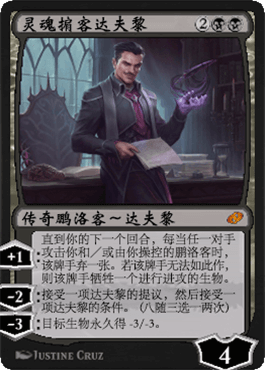 灵魂掮客达夫黎 2
传奇鹏洛客～达夫黎
直到你的下一个回合，每当任一对手
攻击你和／或由你操控的鹏洛客时，
+1: 该牌手弃一张。若该牌手无法如此作，
则该牌手牺牲一个进行进攻的生物。
-2: 接受一项达夫黎的提议，然后接受一
项达夫黎的条件。（八随三选一两次）
-3: 目标生物永久得 -3/-3。
JUSTINE CRUZ
4